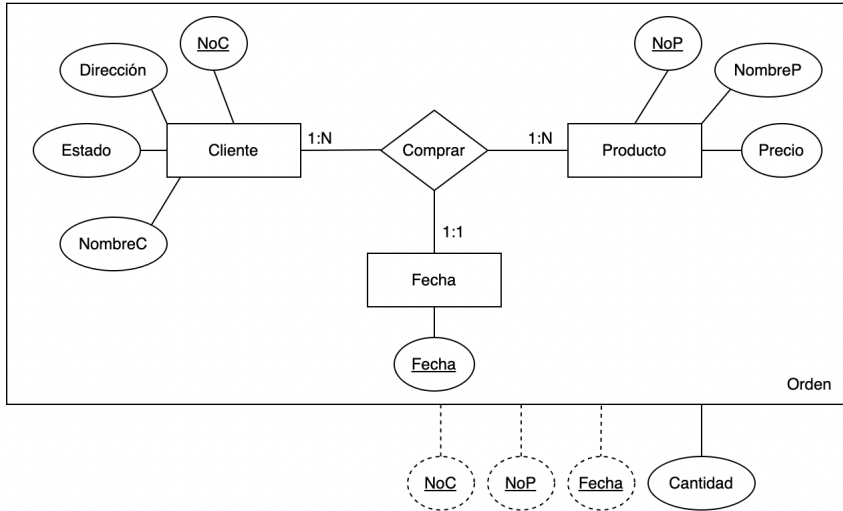 NoC
Dirección
Estado
NombreC
Cliente
1:N
Comprar
1:N
Producto
NoP
NombreP
Precio
1:1
Fecha
Fecha
Orden
NoC
NoP
Fecha
Cantidad